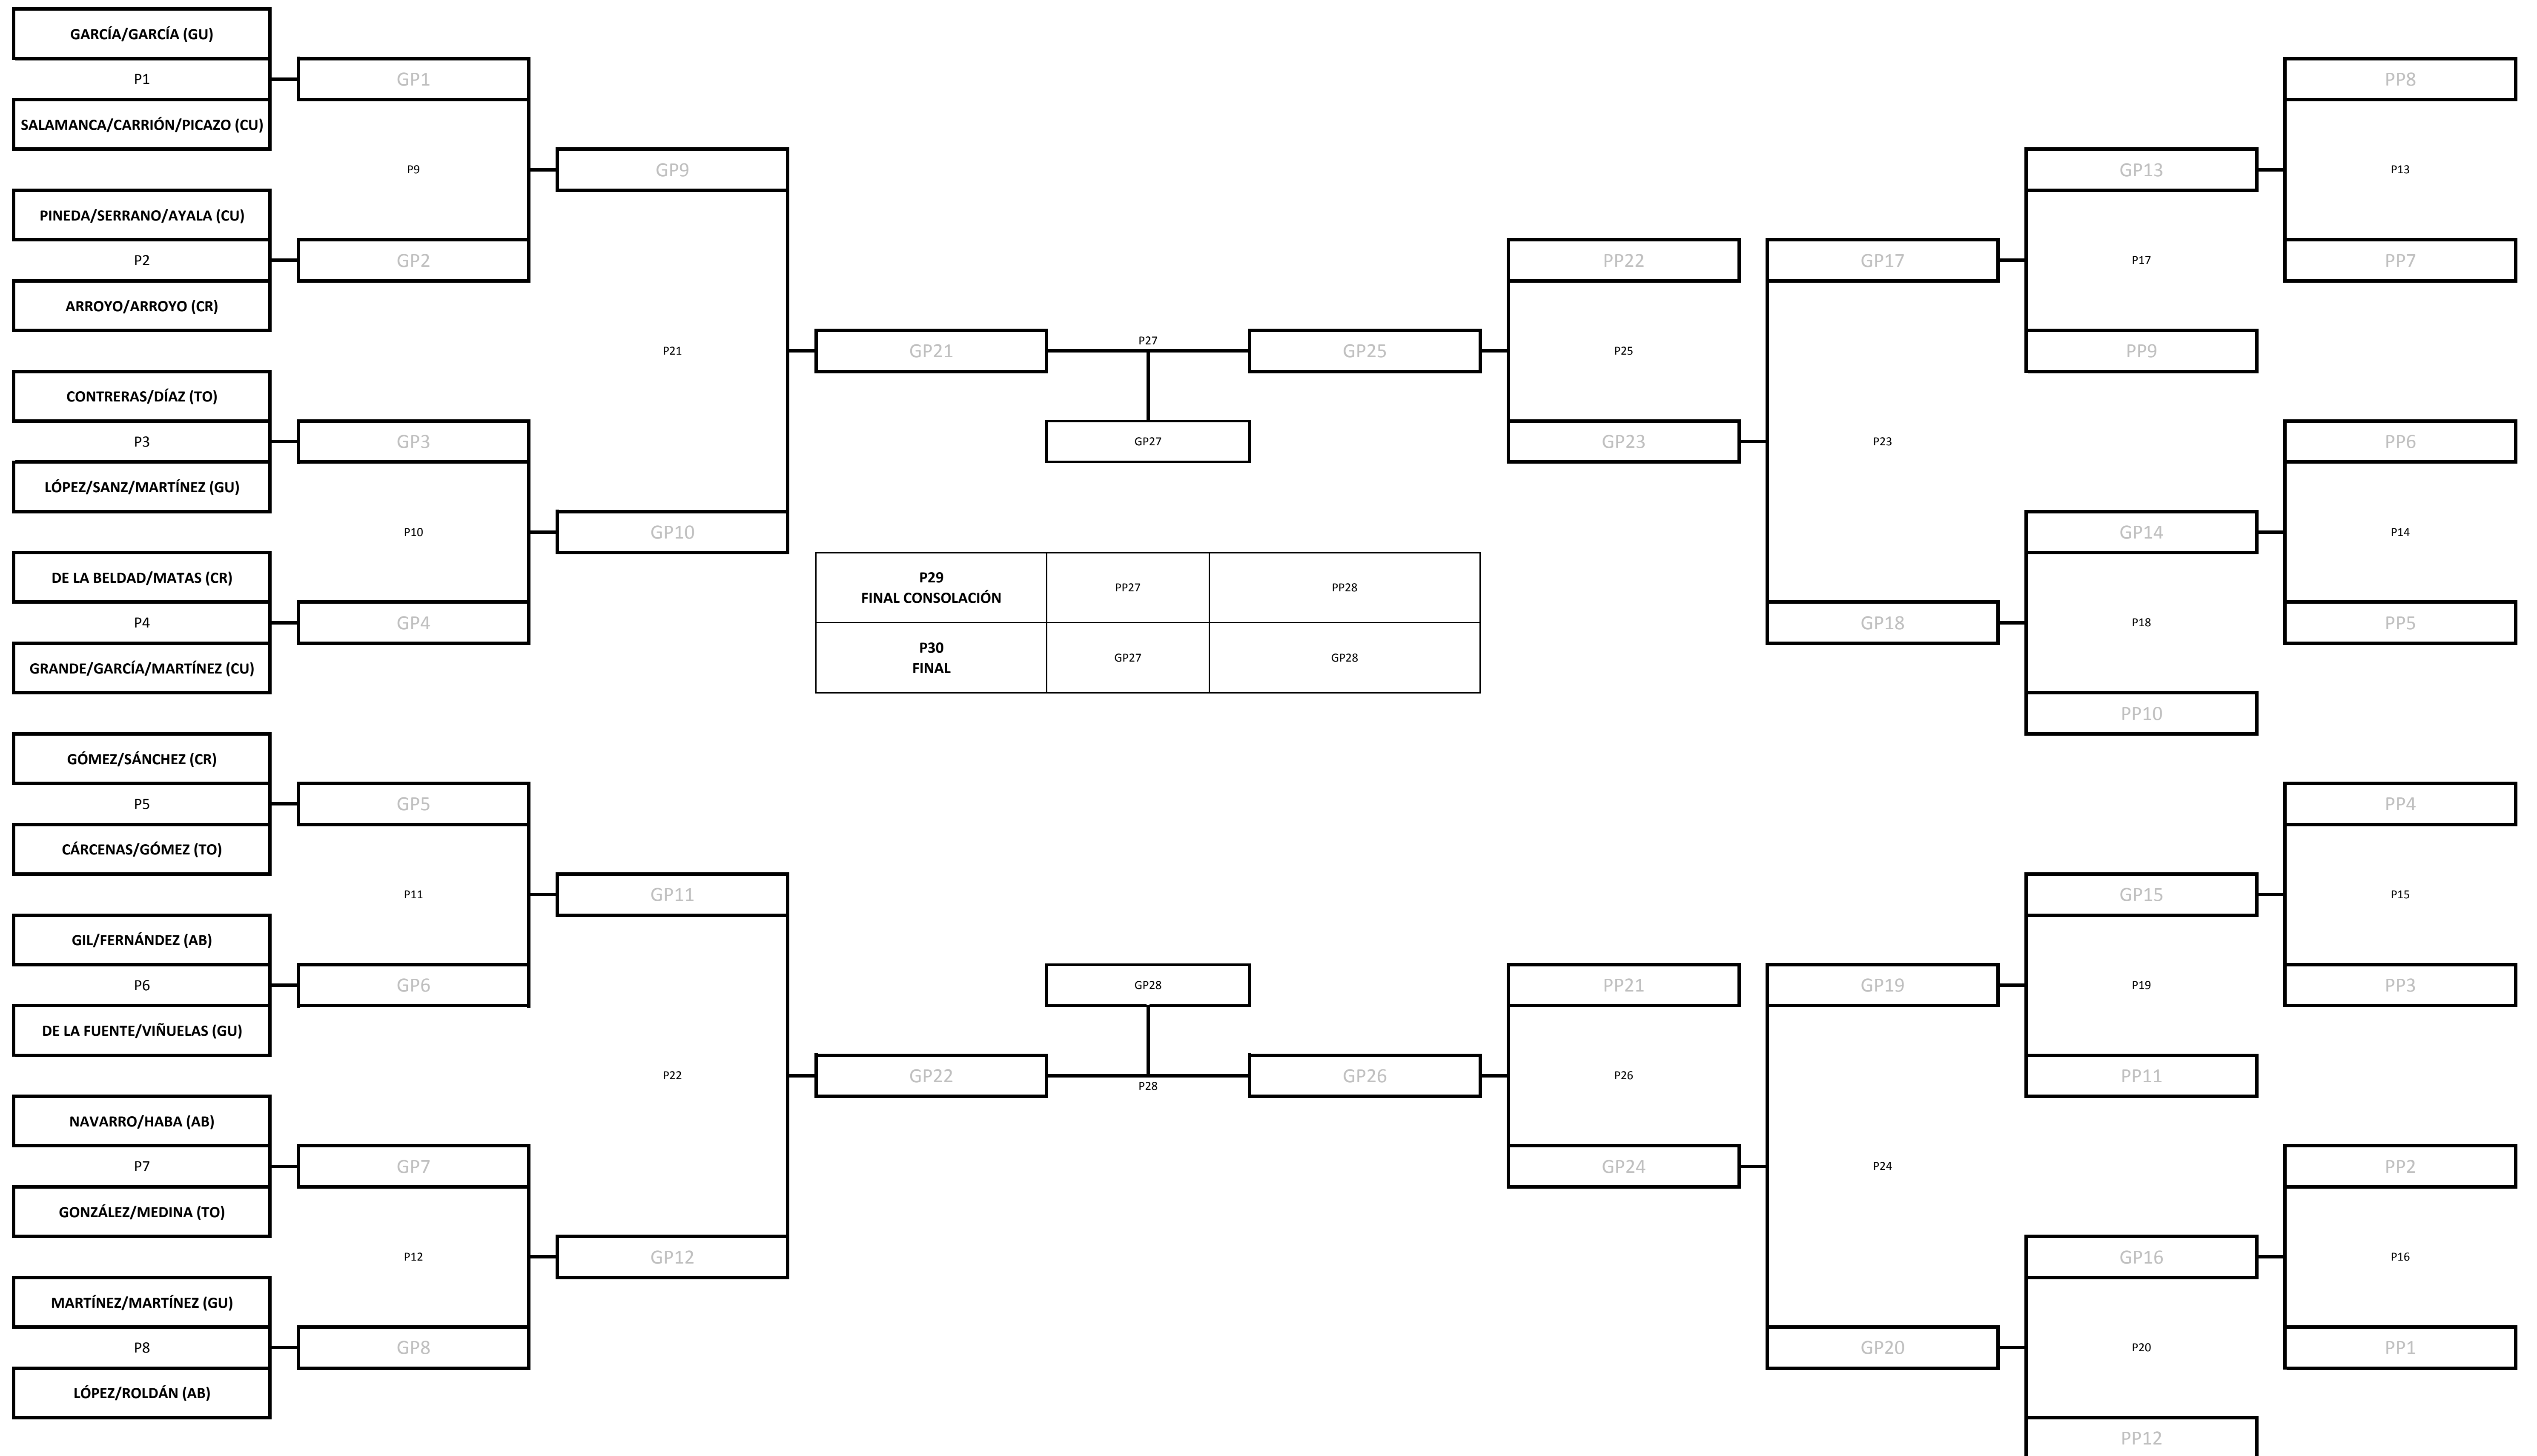 GARCÍA/GARCÍA (GU)
P1
GP1
PP8
SALAMANCA/CARRIÓN/PICAZO (CU)
P9
GP9
GP13
P13
PINEDA/SERRANO/AYALA (CU)
P2
GP2
PP22
GP17
P17
PP7
ARROYO/ARROYO (CR)
P27
P21
GP21
GP25
P25
PP9
CONTRERAS/DÍAZ (TO)
P3
GP3
GP27
GP23
P23
PP6
LÓPEZ/SANZ/MARTÍNEZ (GU)
P10
GP10
GP14
P14
DE LA BELDAD/MATAS (CR)
P29
FINAL CONSOLACIÓN
PP27
PP28
P4
GP4
GP18
P18
PP5
GRANDE/GARCÍA/MARTÍNEZ (CU)
P30
FINAL
GP27
GP28
PP10
GÓMEZ/SÁNCHEZ (CR)
P5
GP5
PP4
CÁRCENAS/GÓMEZ (TO)
P11
GP11
GP15
P15
GIL/FERNÁNDEZ (AB)
P6
GP6
GP28
PP21
GP19
P19
PP3
DE LA FUENTE/VIÑUELAS (GU)
P22
GP22
P28
GP26
P26
PP11
NAVARRO/HABA (AB)
P7
GP7
GP24
P24
PP2
GONZÁLEZ/MEDINA (TO)
P12
GP12
GP16
P16
MARTÍNEZ/MARTÍNEZ (GU)
P8
GP8
GP20
P20
PP1
LÓPEZ/ROLDÁN (AB)
PP12